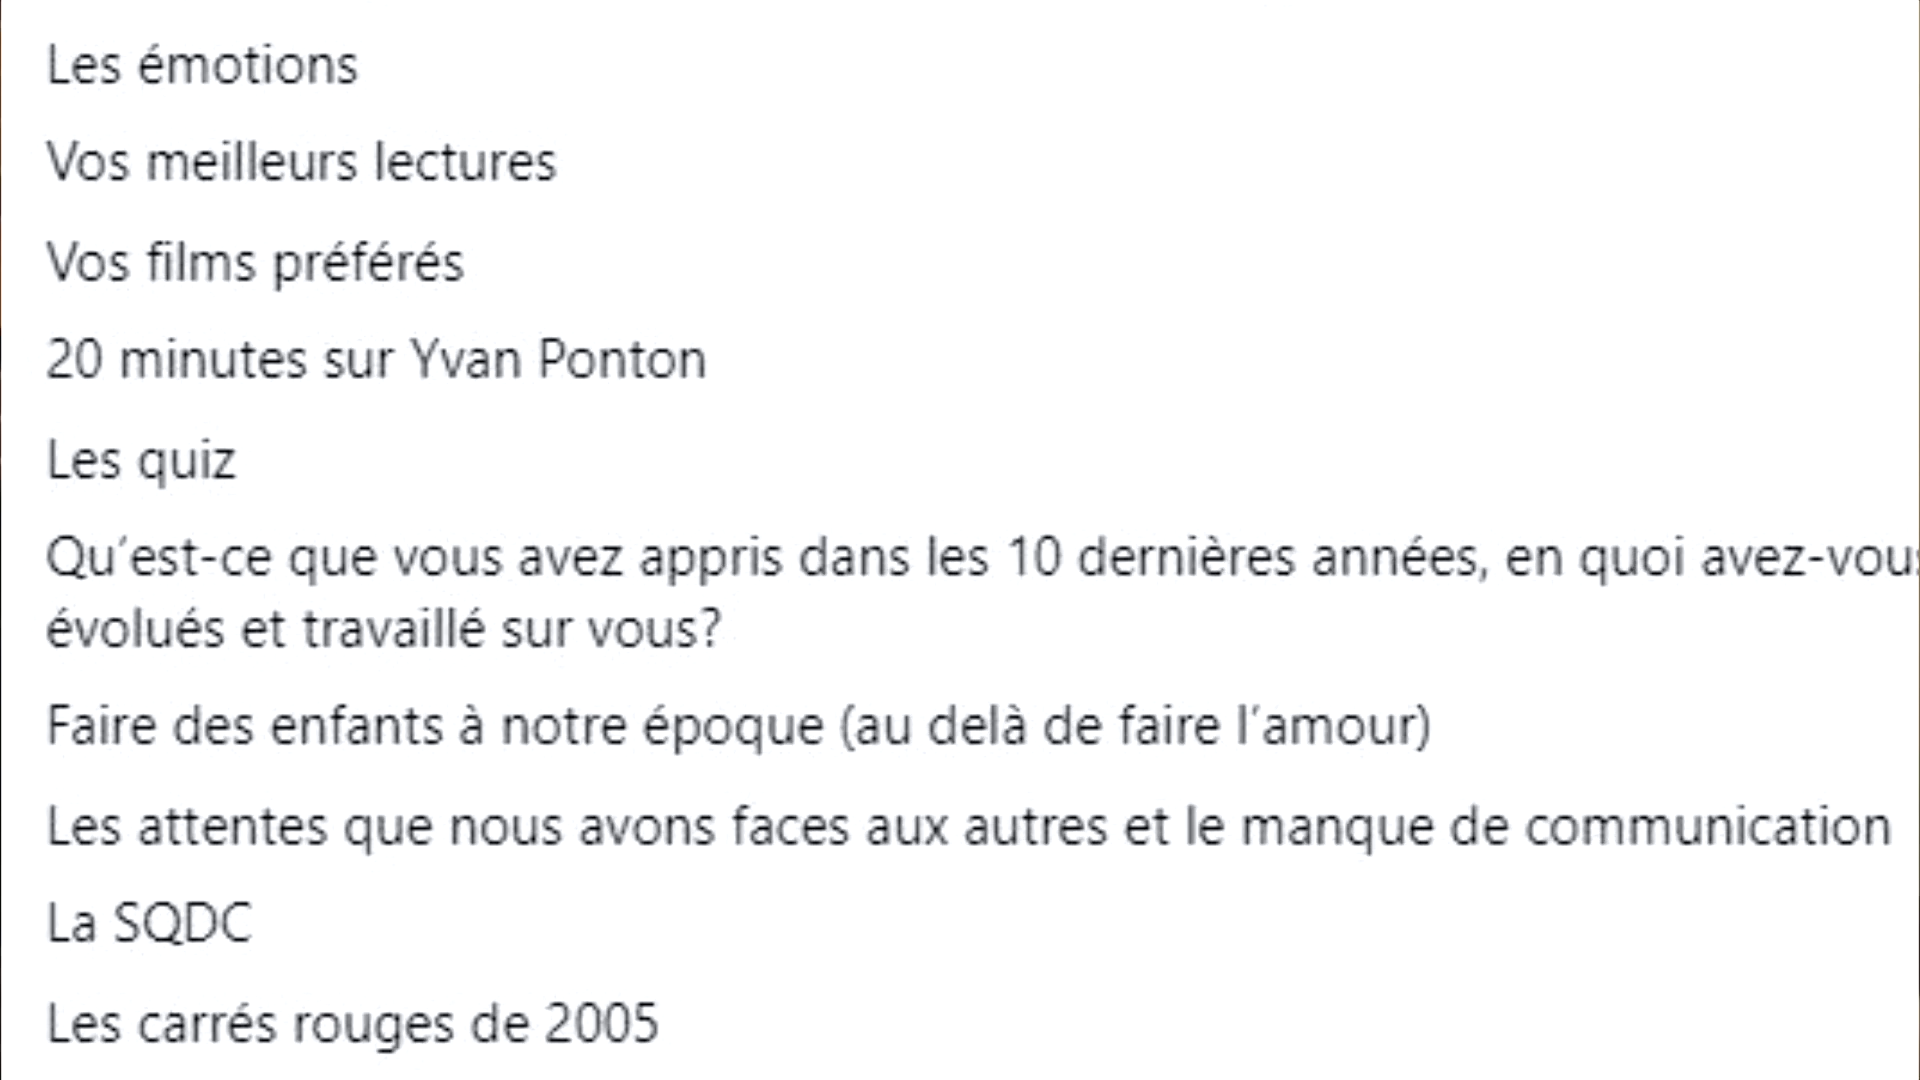 Les émotions
Vos meilleurs lectures
Vos films préférés
20 minutes sur Yvan Ponton
Les quiz
Qu'est-ce que vous avez appris dans les 10 dernières années, en quoi avez-vous
évolués et travaillé sur vous?
Faire des enfants à notre époque (au delà de faire l'amour)
Les attentes que nous avons faces aux autres et le manque de communication
La SQDC
Les carrés rouges de 2005